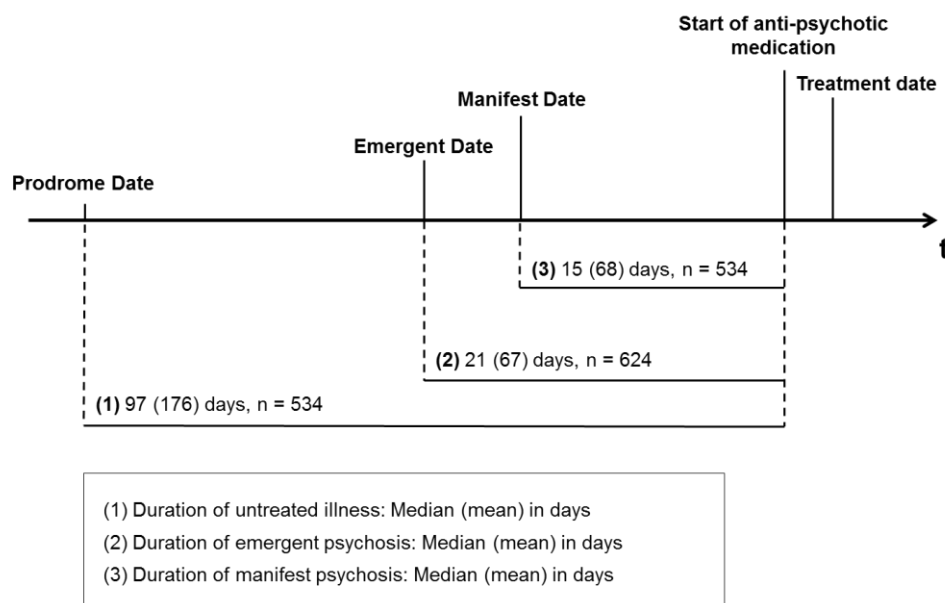 Start of anti-psychotic
medication
Treatment date
Manifest Date
Emergent Date
Prodrome Date
t
(3) 15 (68) days, n = 534
(2) 21 (67) days, n = 624
(1) 97 (176) days, n = 534
(1) Duration of untreated illness: Median (mean) in days
(2) Duration of emergent psychosis: Median (mean) in days
(3) Duration of manifest psychosis: Median (mean) in days